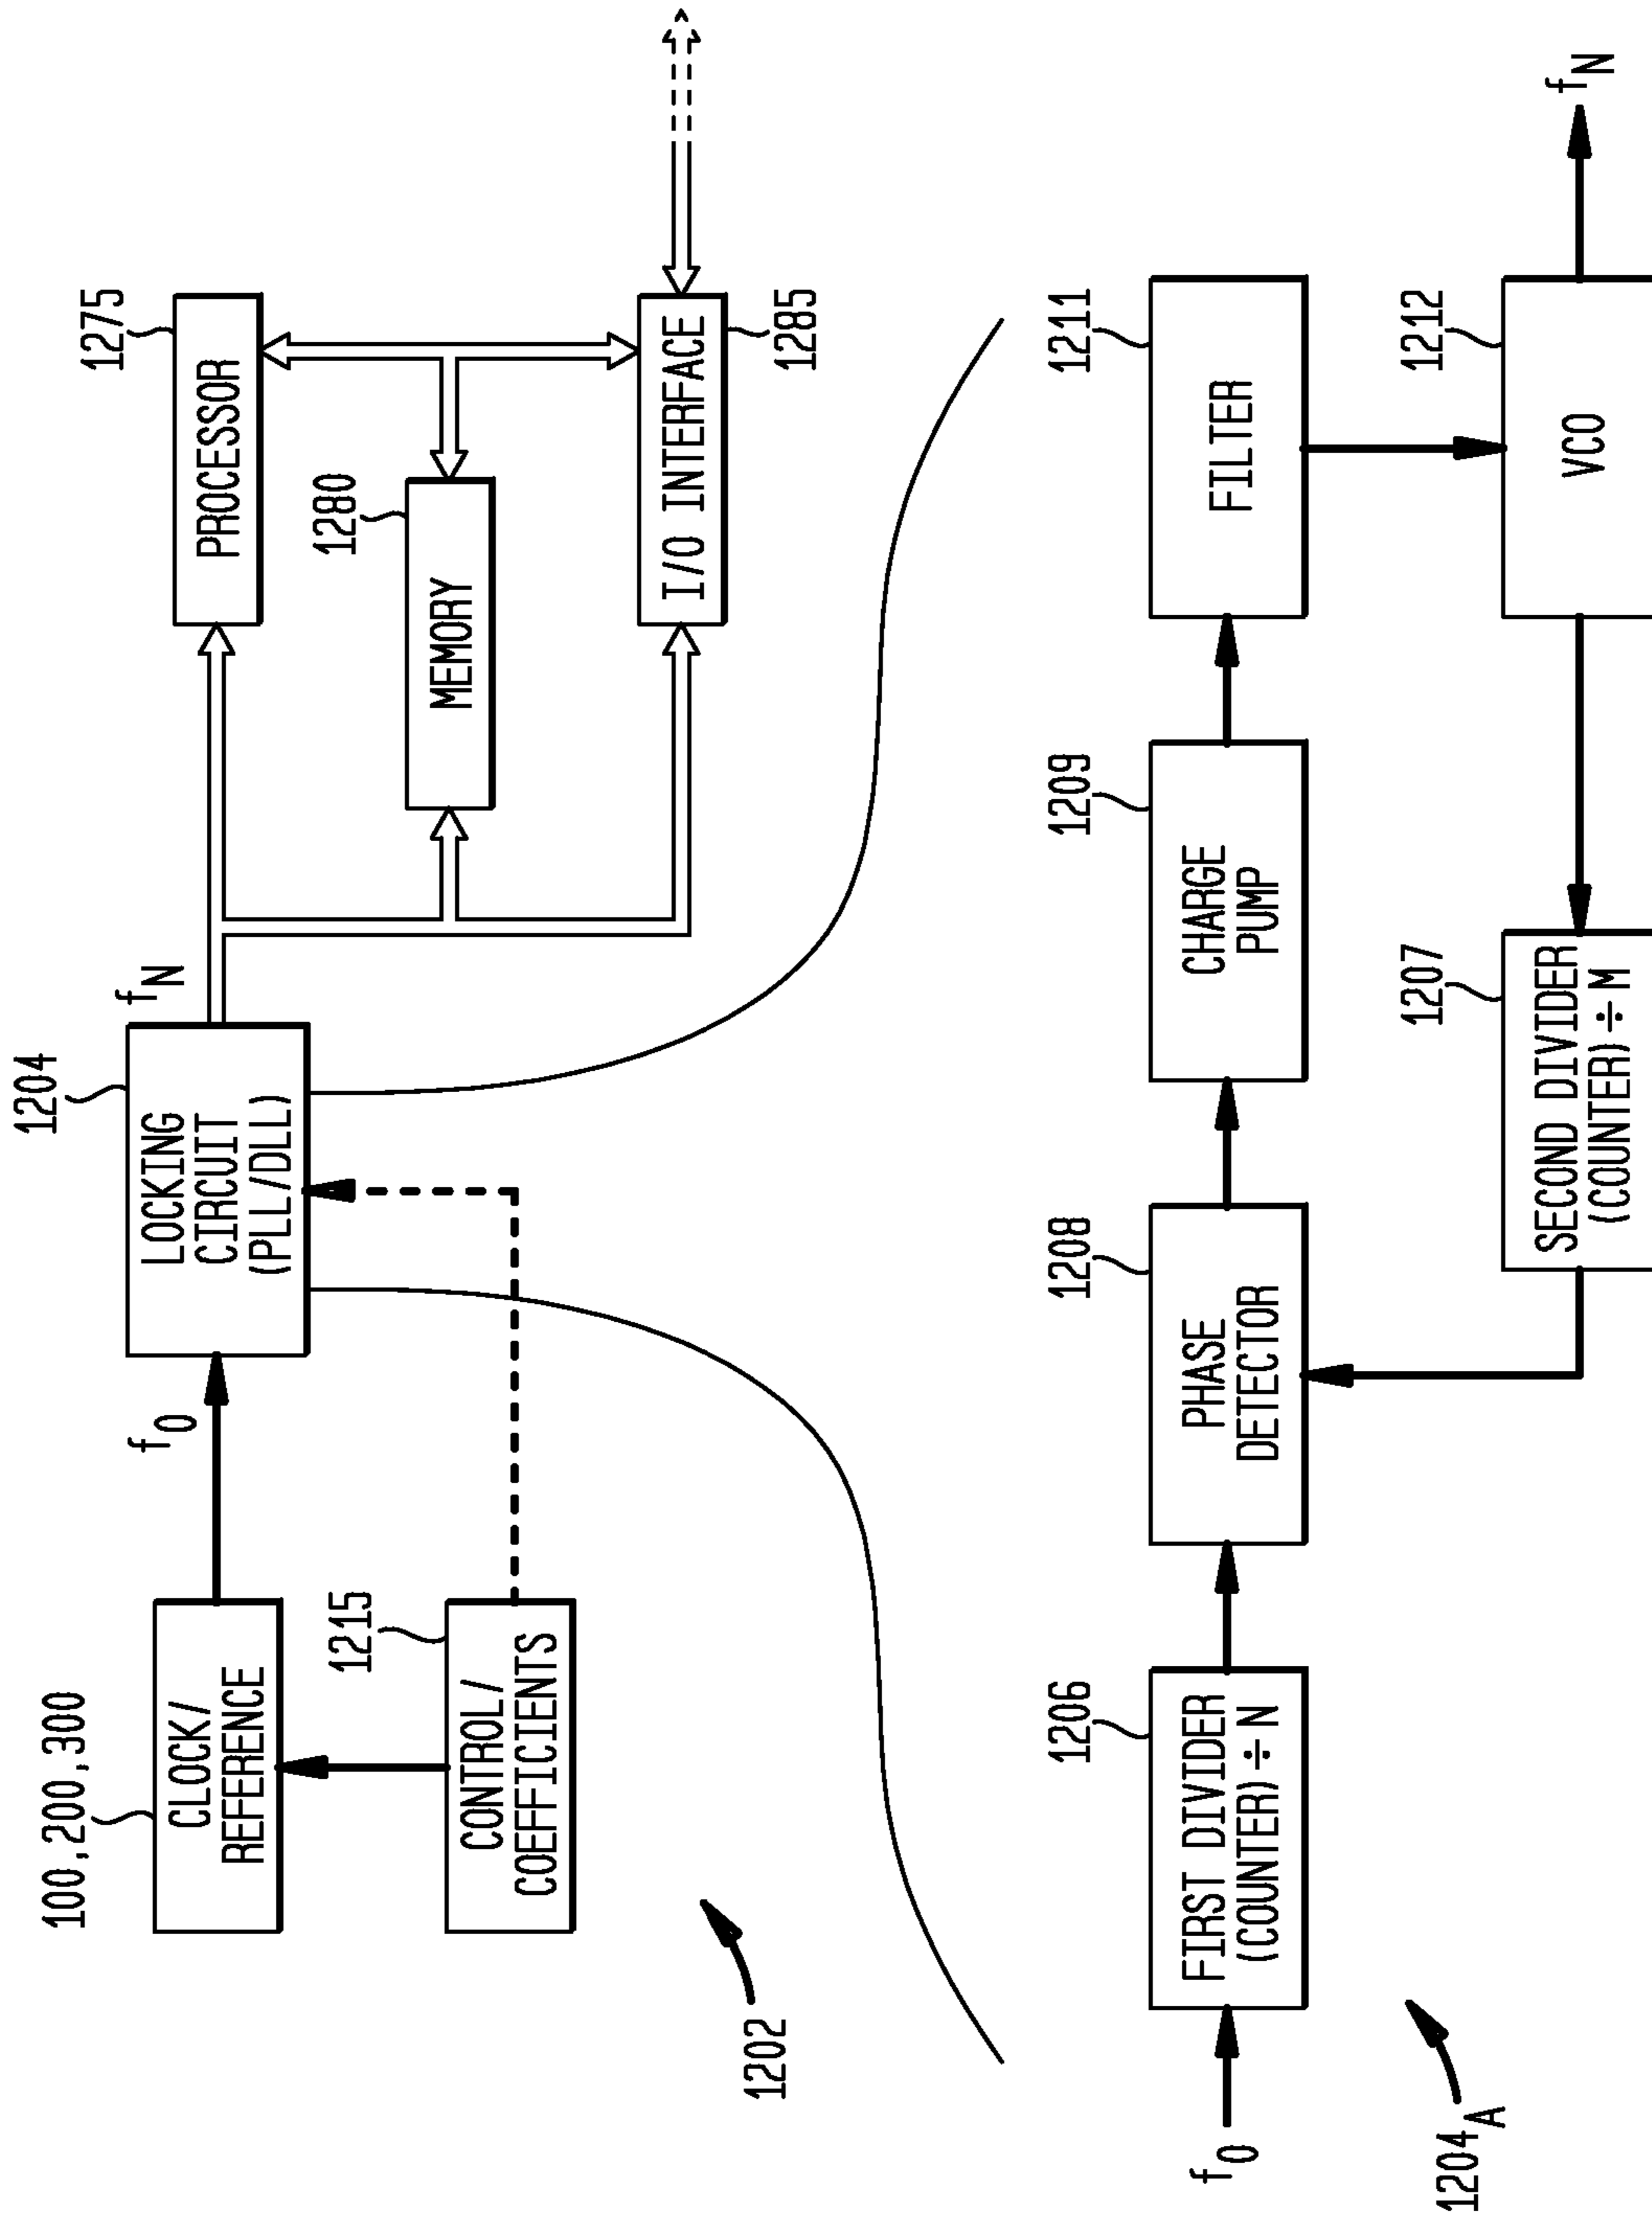 1204
1275
100,200,300
CLOCK/
REFERENCE
f0
LOCKING
CIRCUIT
(PLL/DLL)
fN
PROCESSOR
1280
MEMORY
1215
CONTROL/
COEFFICIENTS
I/O INTERFACE
1285
1202
1206
1208
1209
1211
f0
FIRST DIVIDER
(COUNTER)÷N
PHASE
DETECTOR
CHARGE
PUMP
FILTER
1207
1212
SECOND DIVIDER
(COUNTER)÷M
VCO
fN
1204A